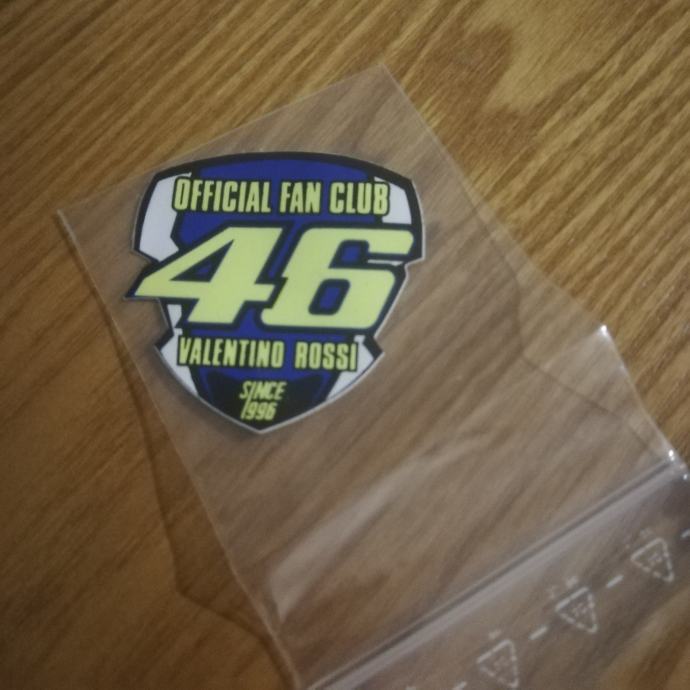 OFFICIAL FAN CLUB
46
VALENTINO ROSSI
SINCE
1996